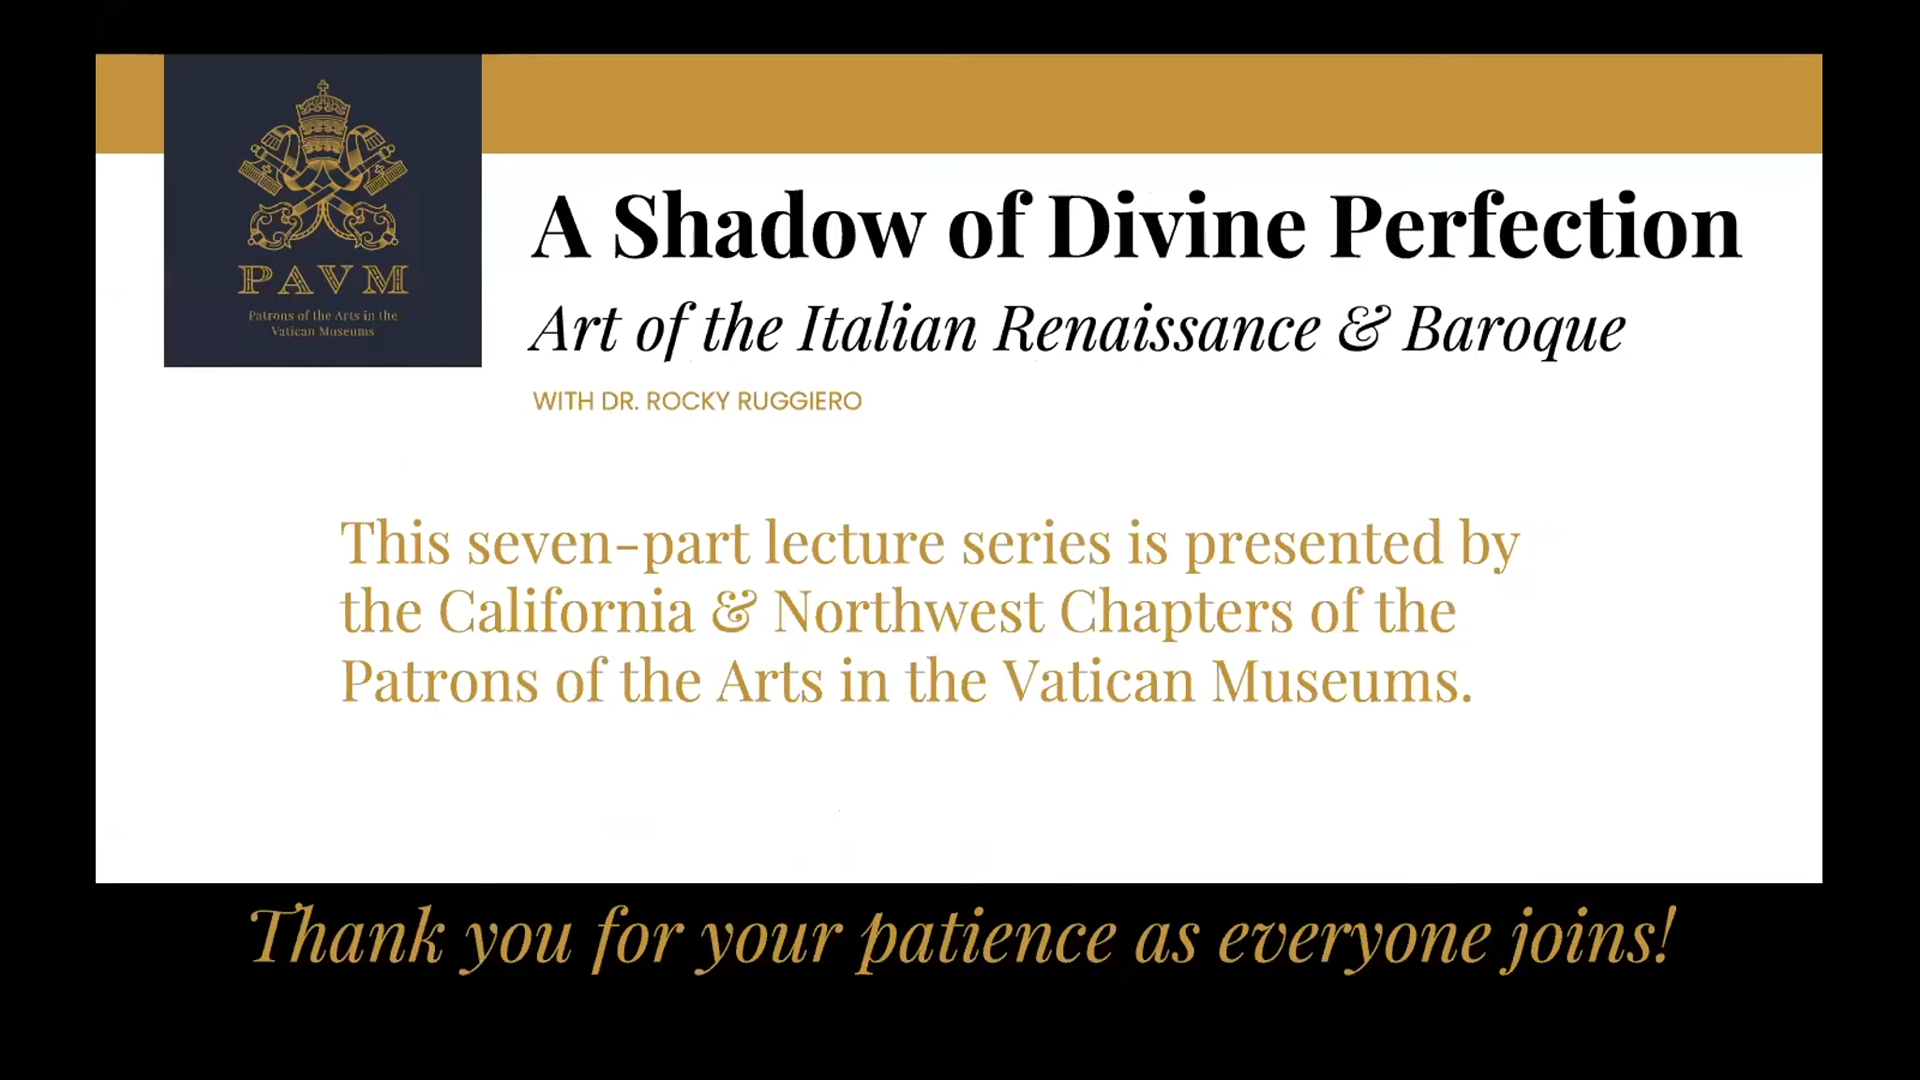 PAVM
Patrons of the Arts in the
Vatican Museums
A Shadow of Divine Perfection
Art of the Italian Renaissance & Baroque
WITH DR. ROCKY RUGGIERO
This seven-part lecture series is presented by
the California & Northwest Chapters of the
Patrons of the Arts in the Vatican Museums.
Thank you for your patience as everyone joins!